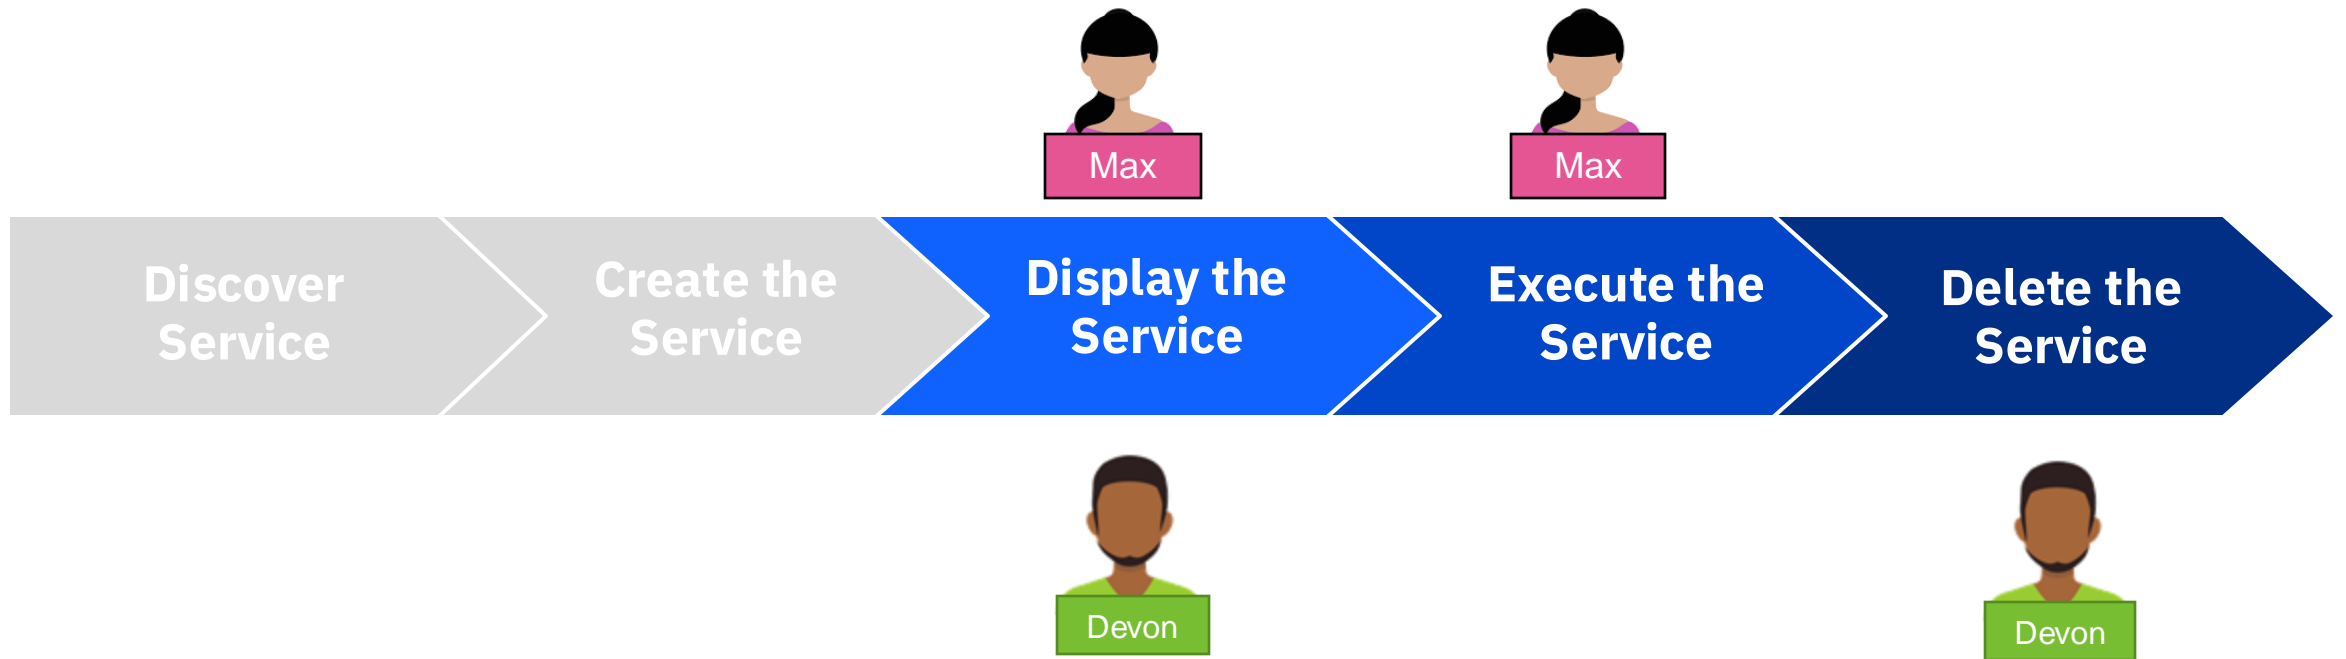 Max
Max
Discover
Service
Create the
Service
Display the
Service
Execute the
Service
Delete the
Service
Devon
Devon